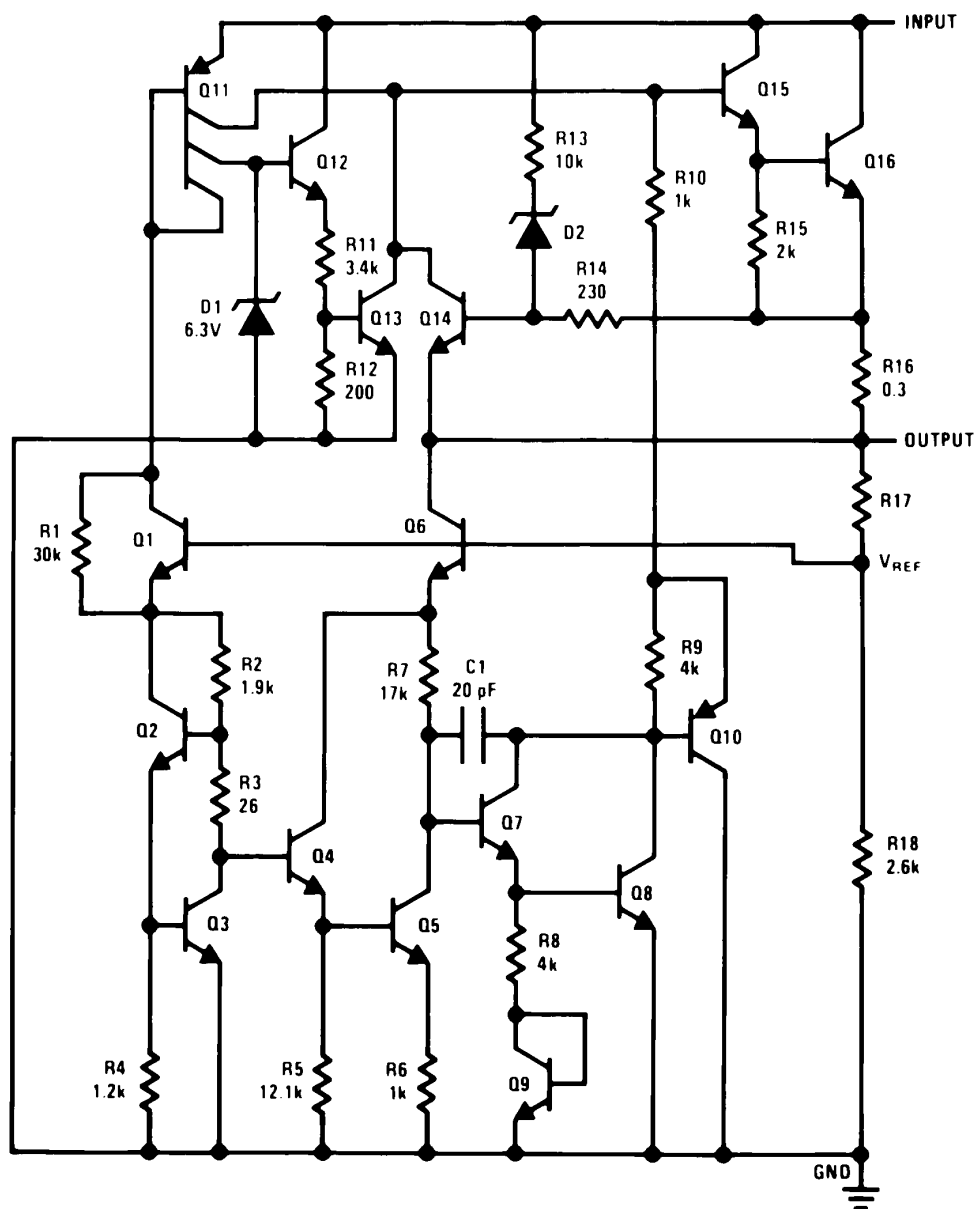 INPUT
Q11
Q12
Q15
R13
10k
Q16
R10
1k
R11
3.4k
D2
R15
2k
R14
230
D1
6.3V
Q13
Q14
R12
200
R16
0.3
OUTPUT
R1
30k
Q1
Q6
R17
VREF
R2
1.9k
R7
17k
C1
20 pF
R9
4k
Q2
Q10
R3
26
Q4
Q7
R18
2.6k
Q3
Q5
Q8
R8
4k
R4
1.2k
R5
12.1k
R6
1k
Q9
GND